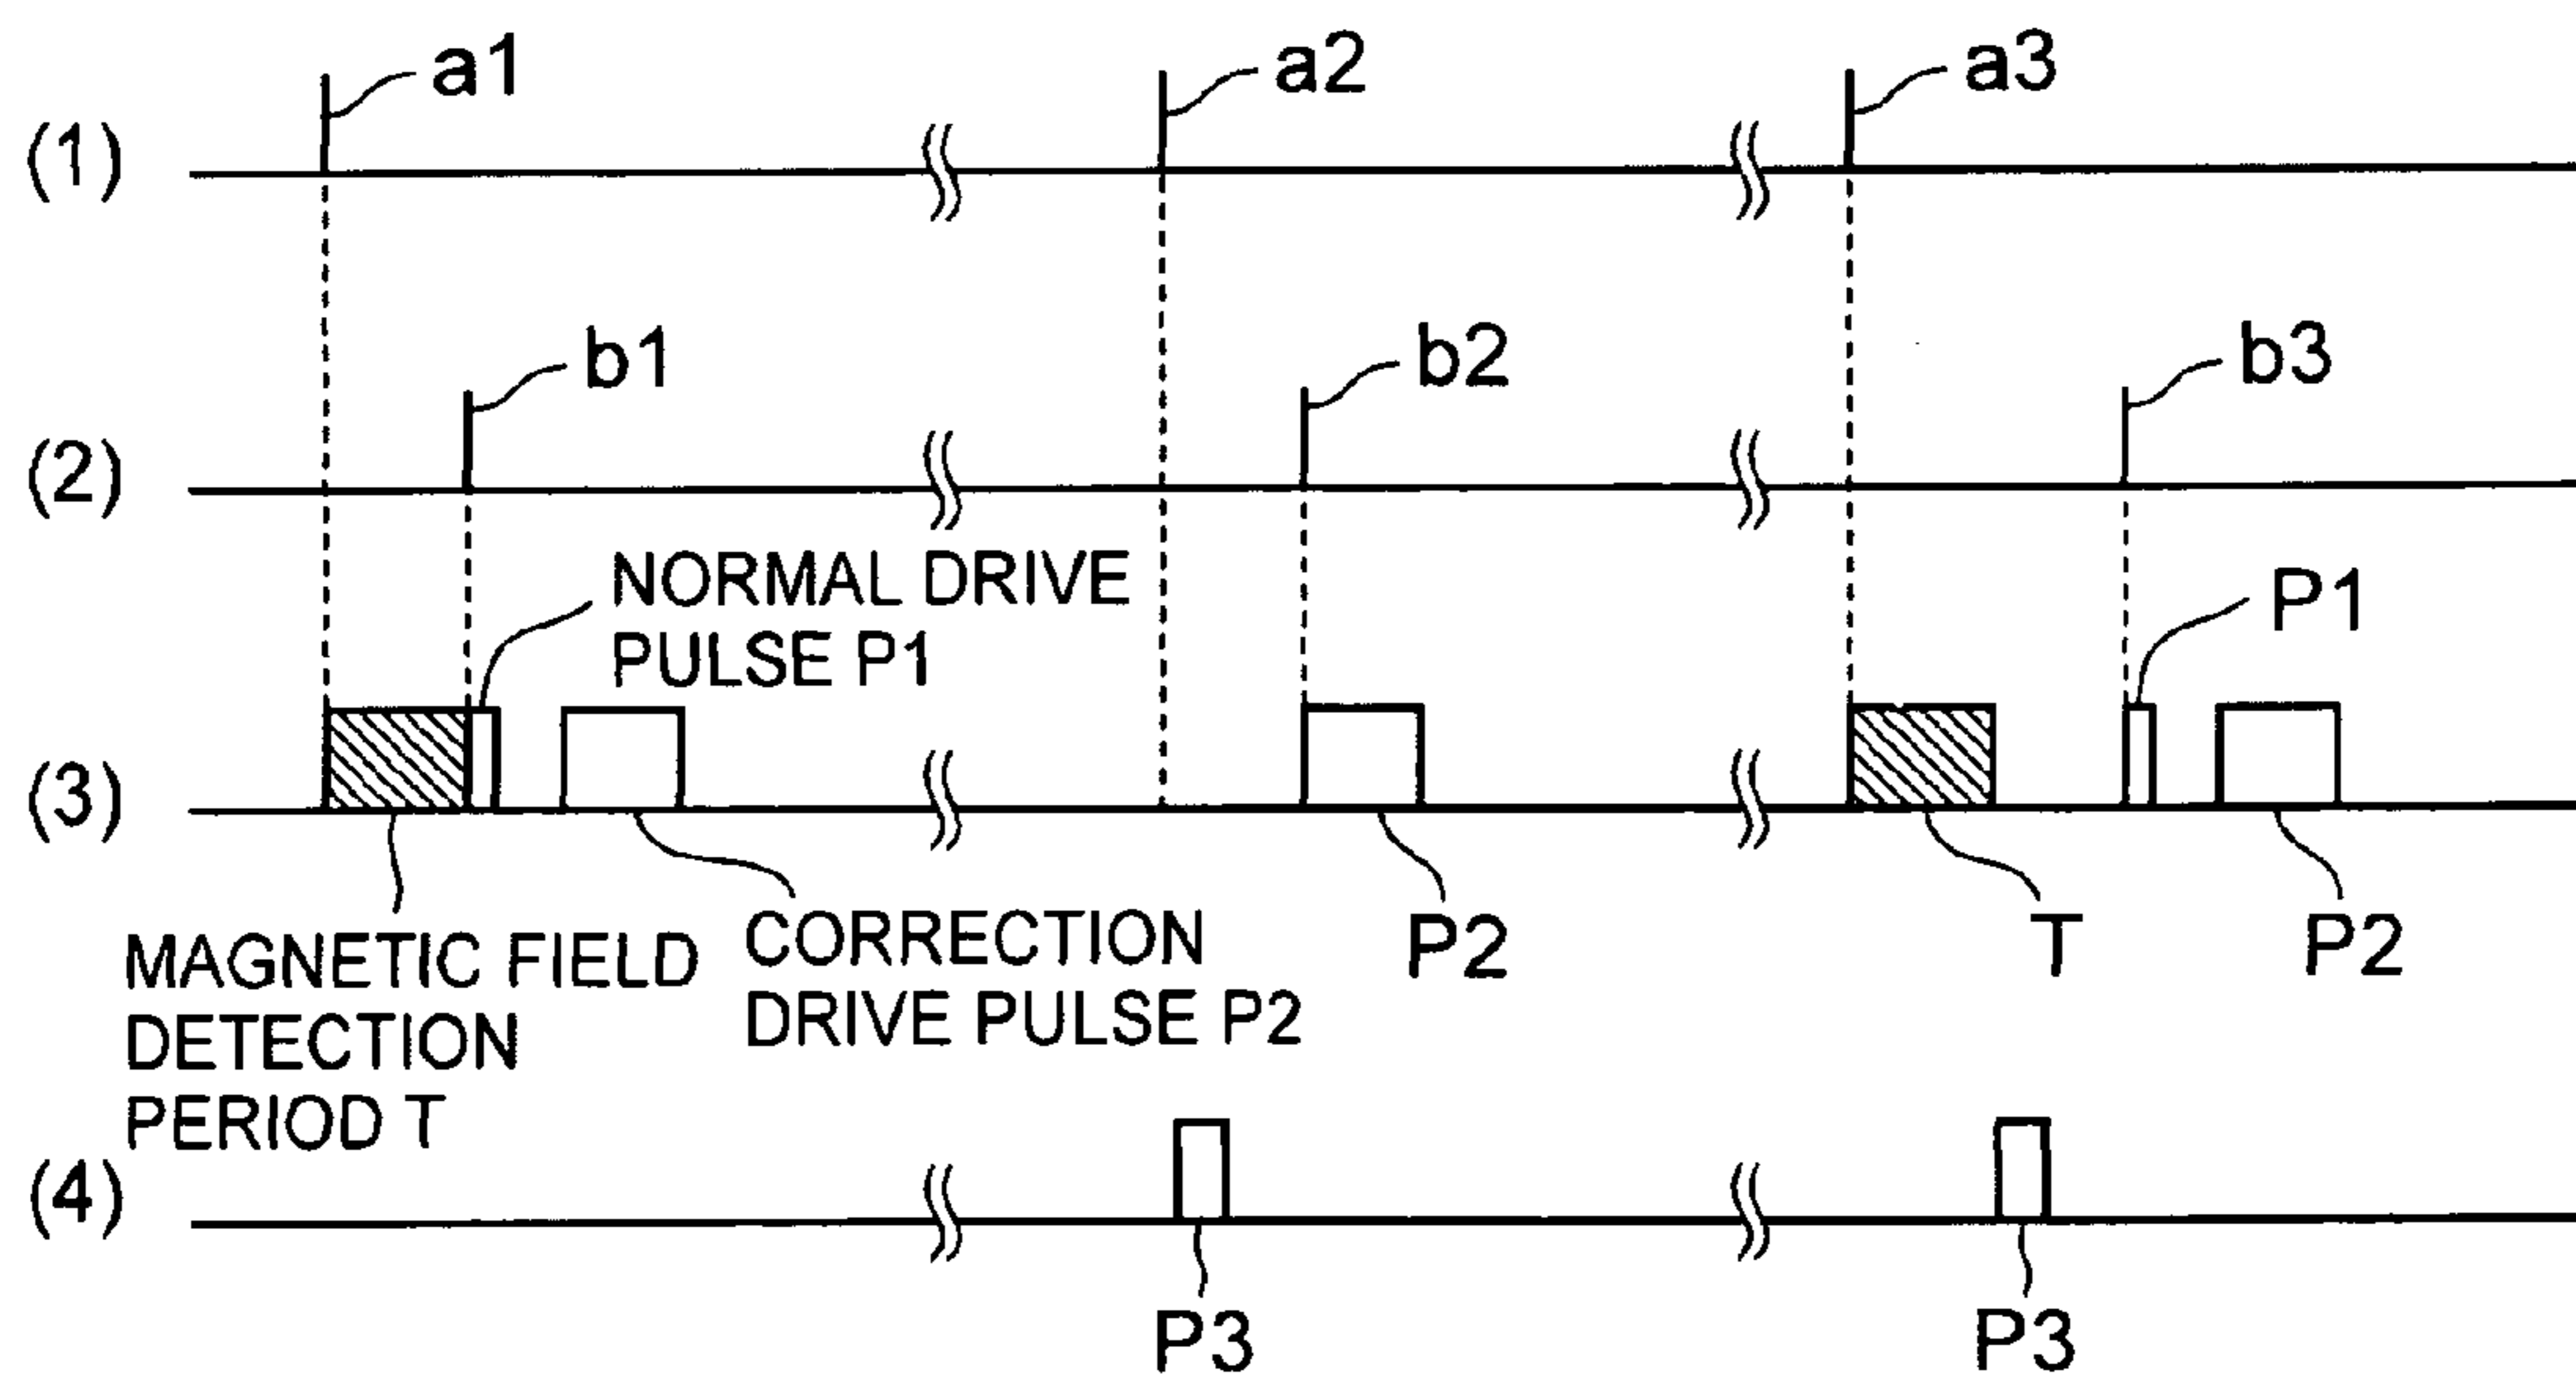 a1
a2
a3
(1)
b1
b2
b3
(2)
NORMAL DRIVE
PULSE P1
P1
(3)
MAGNETIC FIELD
DETECTION
PERIOD T
CORRECTION
DRIVE PULSE P2
P2
T
P2
(4)
P3
P3